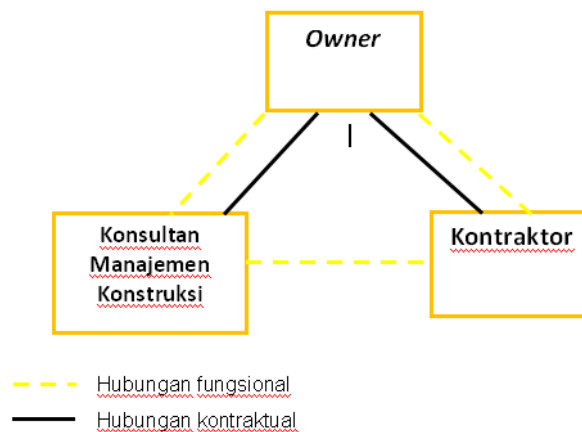 Owner
Konsultan
Manajemen
Konstruksi
Kontraktor
Hubungan fungsional
Hubungan kontraktual